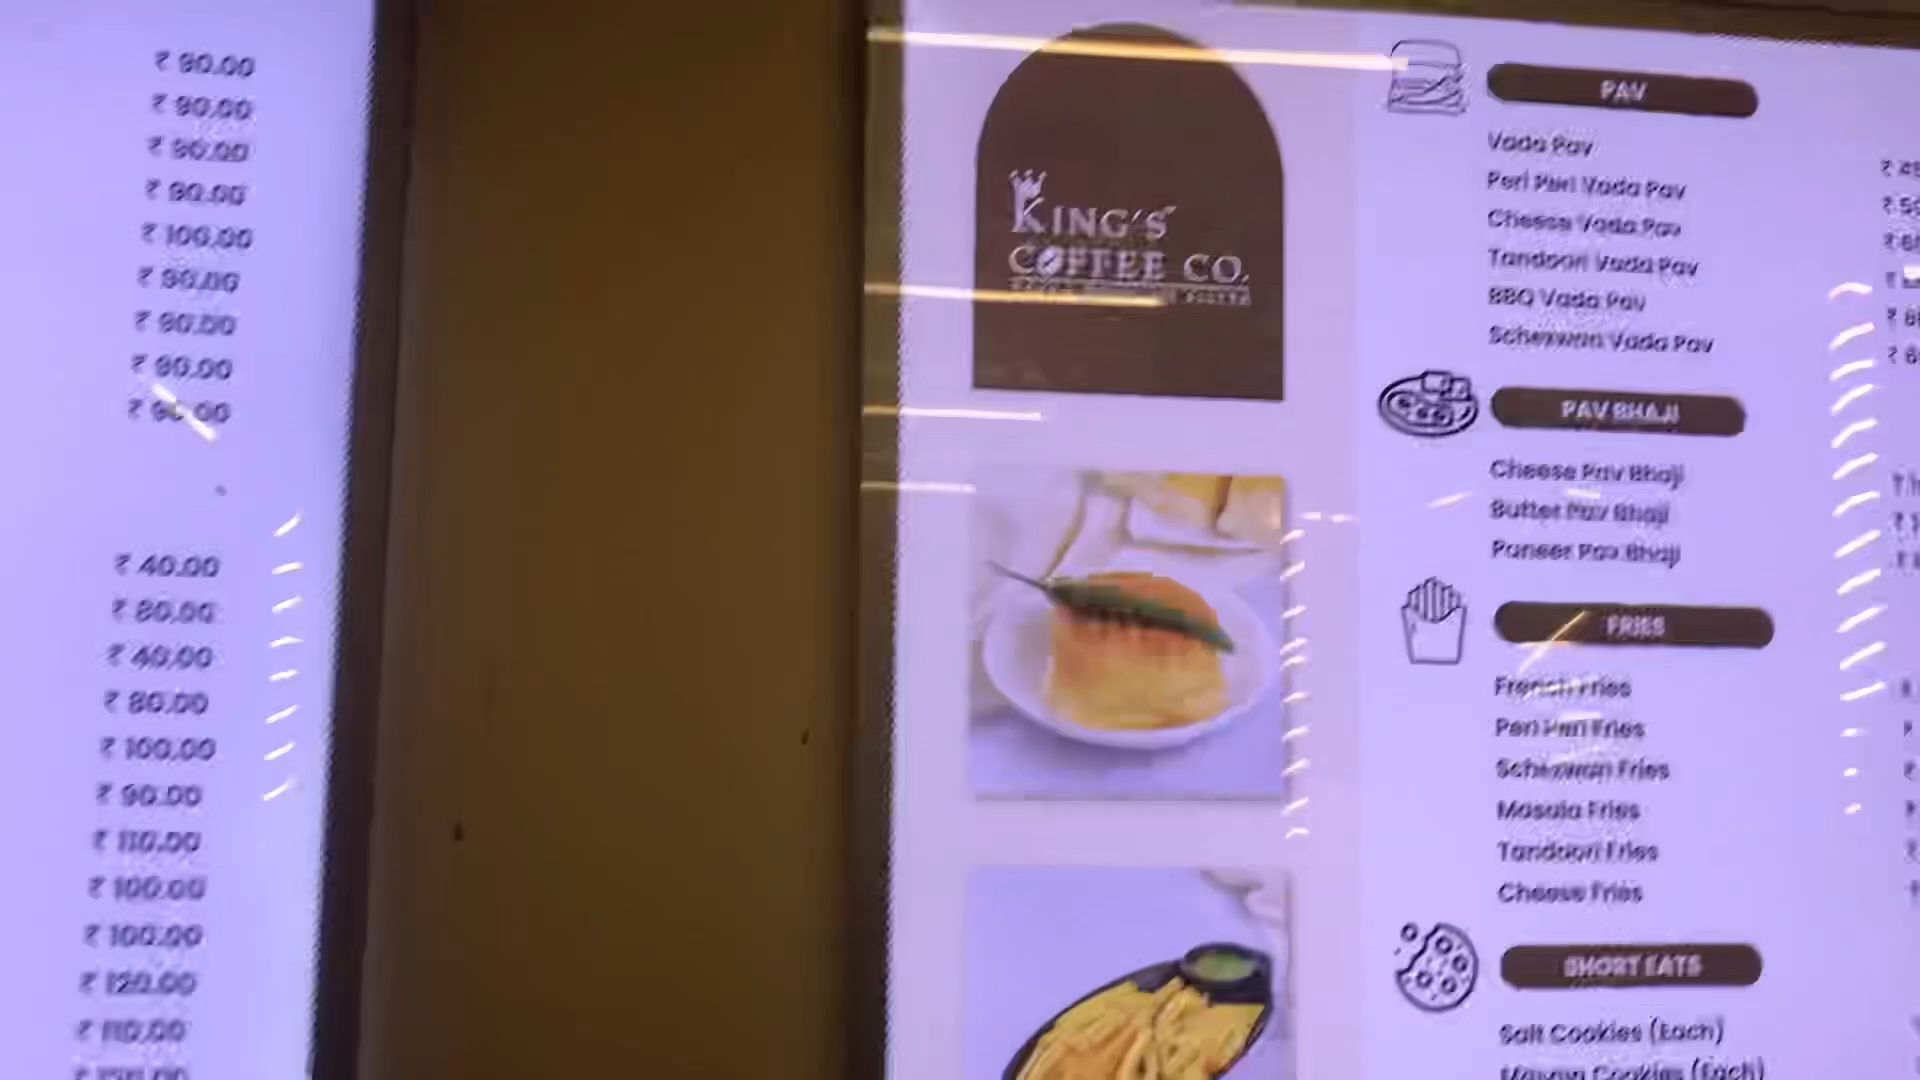 ₹ 90.00
₹ 90.00
₹ 90.00
₹ 90.00
₹ 100.00
₹ 90.00
₹ 90.00
₹ 90.00
₹ 40.00
₹ 80.00
₹ 40.00
₹ 80.00
₹ 100.00
₹ 90.00
₹ 110.00
₹ 100.00
₹ 100.00
₹ 120.00
₹ 110.00
KING'S
COFFEE CO.
PAV
Vada Pav
Peri Peri Vada Pav
Cheese Vada Pav
Tandoori Vada Pav
BBQ Vada Pav
Schezwan Vada Pav
PAV BHAJI
Cheese Pav Bhaji
Butter Pav Bhaji
Paneer Pav Bhaji
FRIES
French Fries
Peri Peri Fries
Schezwan Fries
Masala Fries
Tandoori Fries
Cheese Fries
SHORT EATS
Salt Cookies (Each)
Cookies (Each)